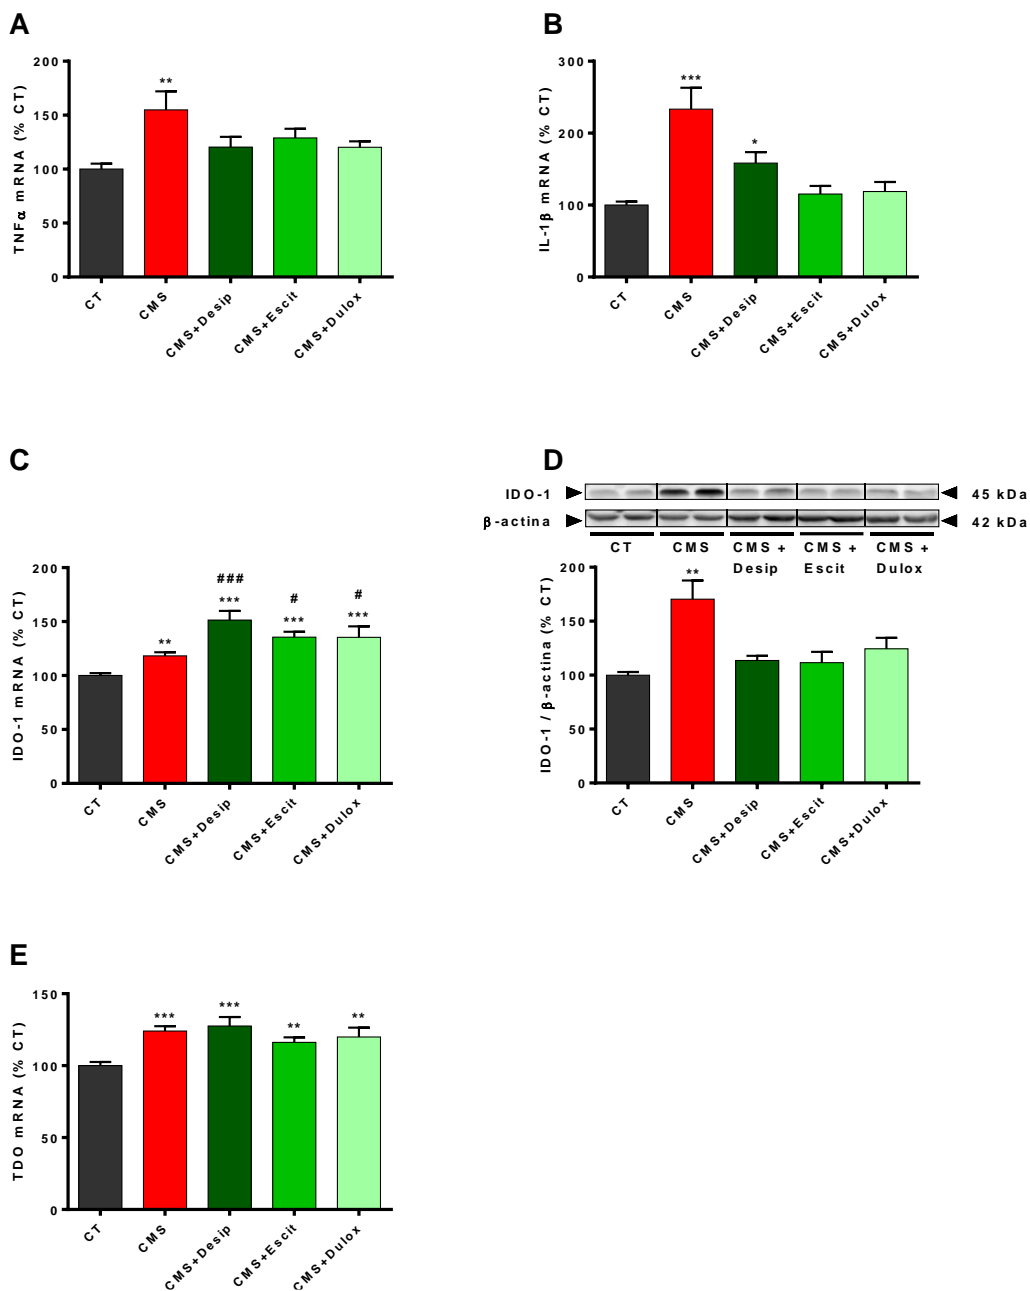 A
TNFα mRNA (% CT)
200
150
100
50
0
**
CT
CMS
CMS+Desip
CMS+Escit
CMS+Dulox
B
IL-1β mRNA (% CT)
300
200
100
0
***
*
CT
CMS
CMS+Desip
CMS+Escit
CMS+Dulox
C
IDO-1 mRNA (% CT)
200
150
100
50
0
**
###
***
#
***
#
***
CT
CMS
CMS+Desip
CMS+Escit
CMS+Dulox
D
IDO-1 45 kDa
β-actina 42 kDa
CT CMS CMS + CMS + CMS +
Desip Escit Dulox
IDO-1 / β-actina (% CT)
200
150
100
50
0
**
CT
CMS
CMS+Desip
CMS+Escit
CMS+Dulox
E
TDO mRNA (% CT)
150
100
50
0
***
***
**
**
CT
CMS
CMS+Desip
CMS+Escit
CMS+Dulox